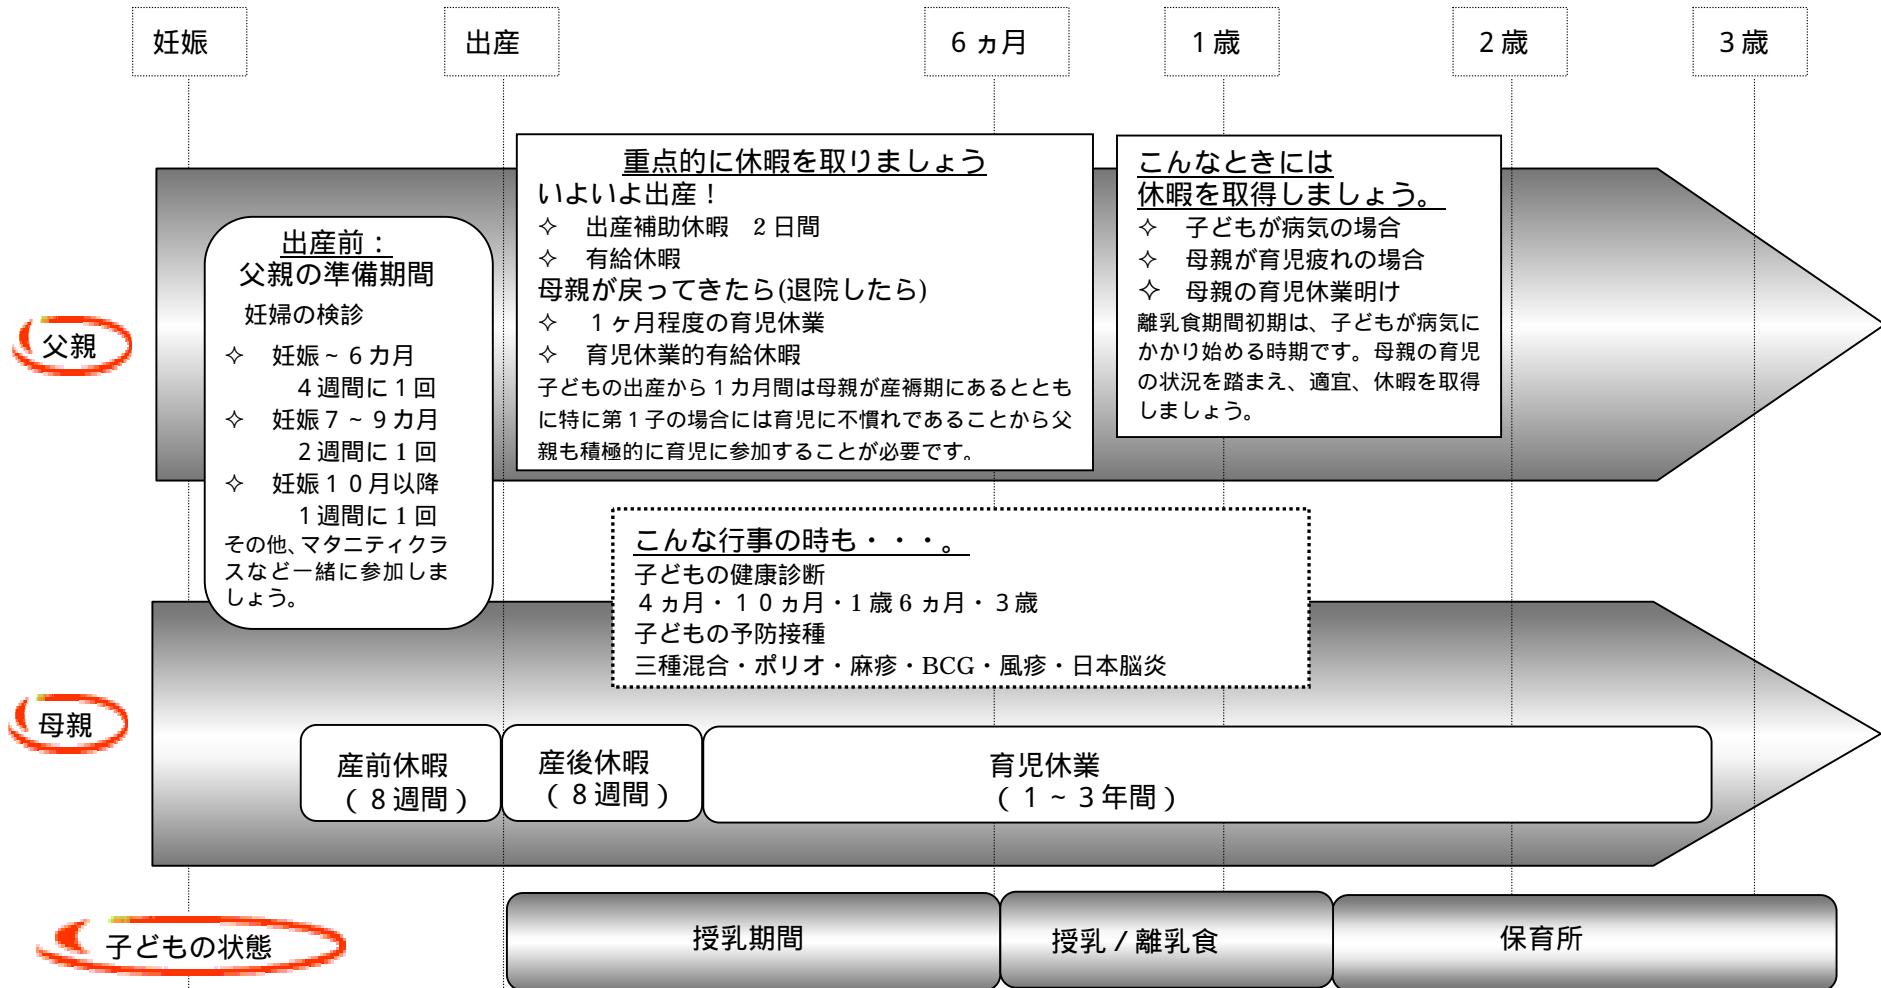 妊娠
出産
6ヵ月
1歳
2歳
3歳
父親
出産前：
父親の準備期間
妊婦の検診
✧ 妊娠~6カ月
4週間に1回
✧ 妊娠7~9カ月
2週間に1回
✧ 妊娠10月以降
1週間に1回
その他、マタニティクラ
スなど一緒に参加しま
しょう。
重点的に休暇を取りましょう
いよいよ出産！
✧ 出産補助休暇 2日間
✧ 有給休暇
母親が戻ってきたら(退院したら)
✧ 1ヶ月程度の育児休業
✧ 育児休業的有給休暇
子どもの出産から1カ月間は母親が産褥期にあるととも
に特に第1子の場合には育児に不慣れであることから父
親も積極的に育児に参加することが必要です。
こんなときには
休暇を取得しましょう。
✧ 子どもが病気の場合
✧ 母親が育児疲れの場合
✧ 母親の育児休業明け
離乳食期間初期は、子どもが病気に
かかり始める時期です。母親の育児
の状況を踏まえ、適宜、休暇を取得
しましょう。
こんな行事の時も・・・。
子どもの健康診断
4ヵ月・10ヵ月・1歳6ヵ月・3歳
子どもの予防接種
三種混合・ポリオ・麻疹・BCG・風疹・日本脳炎
母親
産前休暇
（8週間）
産後休暇
（8週間）
育児休業
（1~3年間）
子どもの状態
授乳期間
授乳/離乳食
保育所